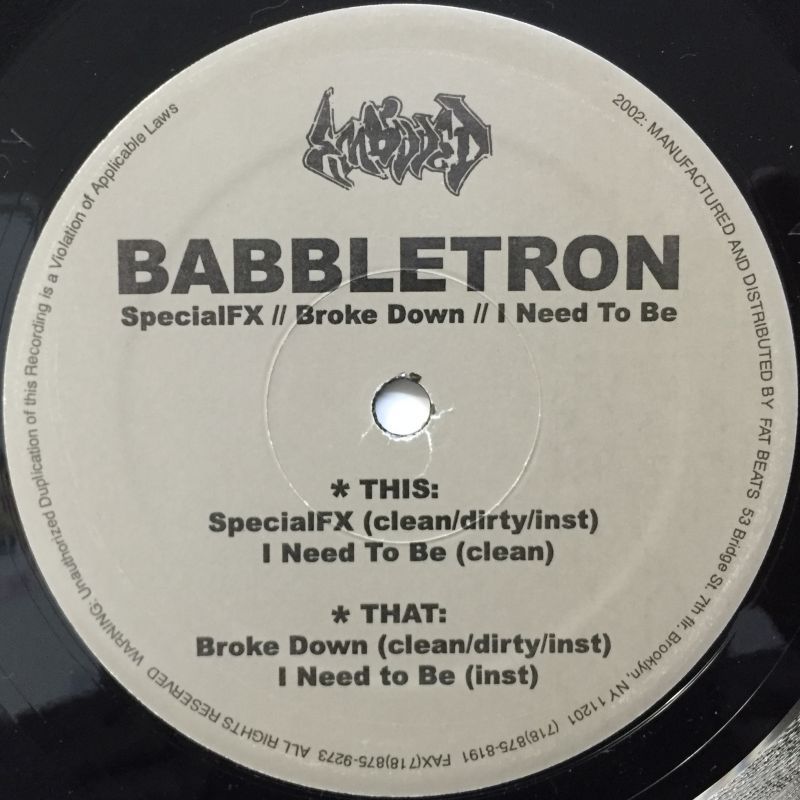 EMBEDDED
BABBLETRON
SpecialFX // Broke Down // I Need To Be
* THIS:
SpecialFX (clean/dirty/inst)
I Need To Be (clean)
* THAT:
Broke Down (clean/dirty/inst)
I Need to Be (inst)
2002: MANUFACTURED AND DISTRIBUTED BY FAT BEATS 53 Bridge St. 7th flr. Brooklyn, NY 11201 (718)875-8191 FAX(718)875-9273 ALL RIGHTS RESERVED WARNING: Unauthorized Duplication of this Recording is a Violation of Applicable Laws